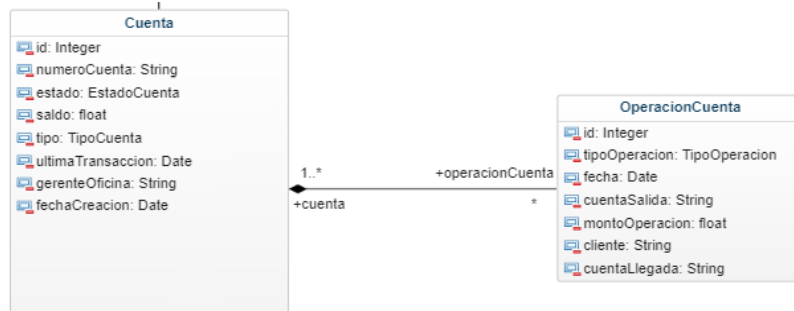 Cuenta
id: Integer
numeroCuenta: String
estado: EstadoCuenta
saldo: float
tipo: TipoCuenta
ultimaTransaccion: Date
gerenteOficina: String
fechaCreacion: Date
1..*
+cuenta
+operacionCuenta
*
OperacionCuenta
id: Integer
tipoOperacion: TipoOperacion
fecha: Date
cuentaSalida: String
montoOperacion: float
cliente: String
cuentaLlegada: String